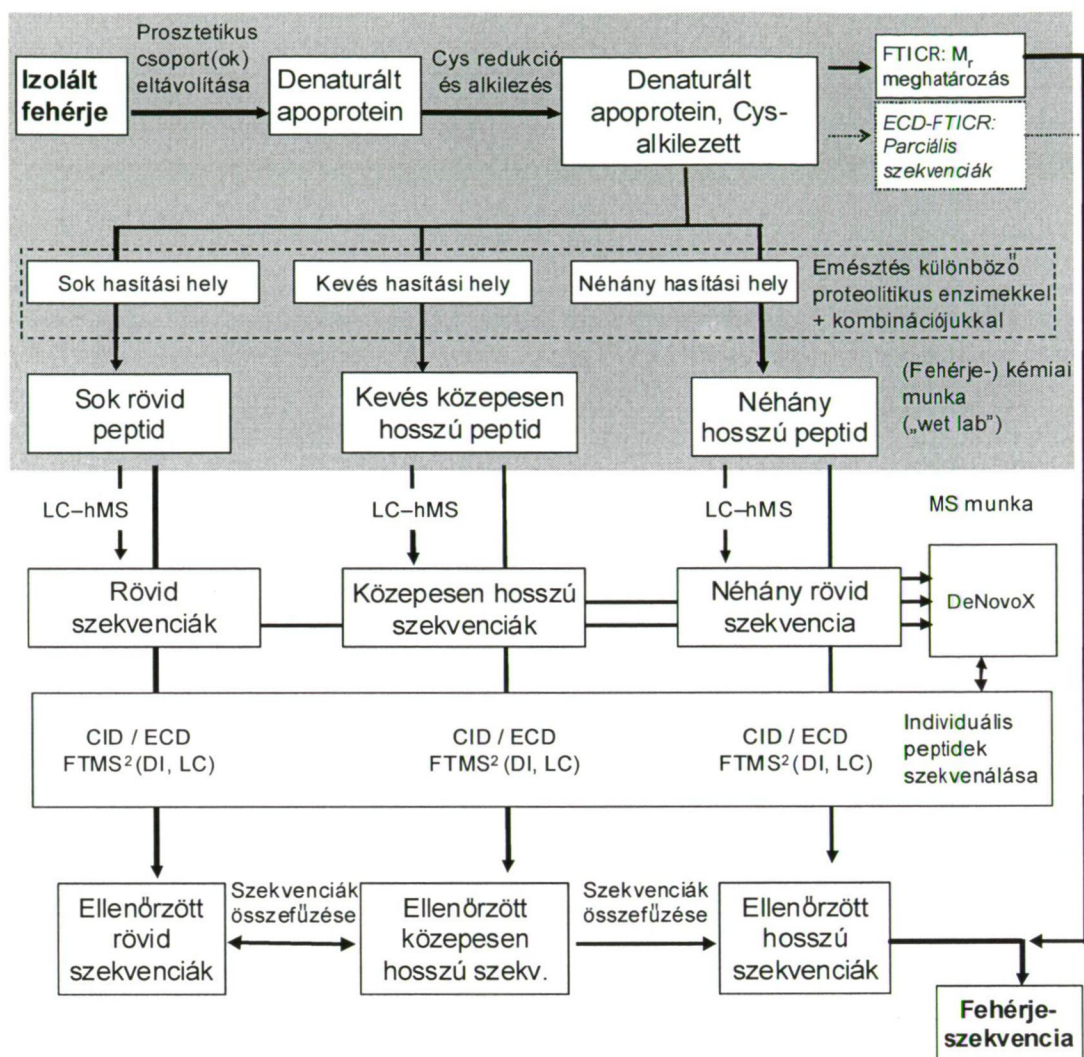 Prosztetikus
csoport(ok)
eltávolítása
Izolált
fehérje
Denaturált
apoprotein
Cys redukció
és alkilezés
Denaturált
apoprotein, Cys-
alkilezett
FTICR: Mr
meghatározás
ECD-FTICR:
Parciális
szekvenciák
Sok hasítási hely
Kevés hasítási hely
Néhány hasítási hely
Emésztés különböző
proteolitikus enzimekkel
+ kombinációjukkal
Sok rövid
peptid
Kevés közepesen
hosszú peptid
Néhány
hosszú peptid
(Fehérje-) kémiai
munka
(„wet lab”)
LC–hMS
LC–hMS
LC–hMS
MS munka
Rövid
szekvenciák
Közepesen hosszú
szekvenciák
Néhány rövid
szekvencia
DeNovoX
CID / ECD
FTMS² (DI, LC)
CID / ECD
FTMS² (DI, LC)
CID / ECD
FTMS² (DI, LC)
Individuális
peptidek
szekvenálása
Ellenőrzött
rövid
szekvenciák
Szekvenciák
összefűzése
Ellenőrzött
közepesen
hosszú szekv.
Szekvenciák
összefűzése
Ellenőrzött
hosszú
szekvenciák
Fehérje-
szekvencia